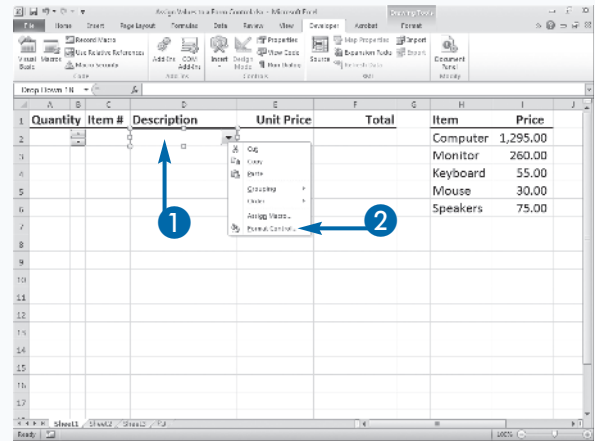 Assign Values to a Form Control.xlsx - Microsoft Excel
Drawing Tools
File Home Insert Page Layout Formulas Data Review View Developer Acrobat Format
Visual Basic Macros Record Macro Use Relative References Macro Security
Add-Ins COM Add-Ins
Insert Design Mode Properties View Code Run Dialog
Source Map Properties Expansion Packs Refresh Data Import Export
Document Panel
Code Add-Ins Controls XML Modify
Drop Down 18 fx
A B C D E F G H I J
1 Quantity Item # Description Unit Price Total Item Price
2 Computer 1,295.00
3 Monitor 260.00
4 Keyboard 55.00
5 Mouse 30.00
6 Speakers 75.00
7
8
9
10
11
12
13
14
15
16
17
Cut
Copy
Paste
Grouping
Order
Assign Macro...
Format Control...
1
2
Sheet1 Sheet2 Sheet3
Ready 100%